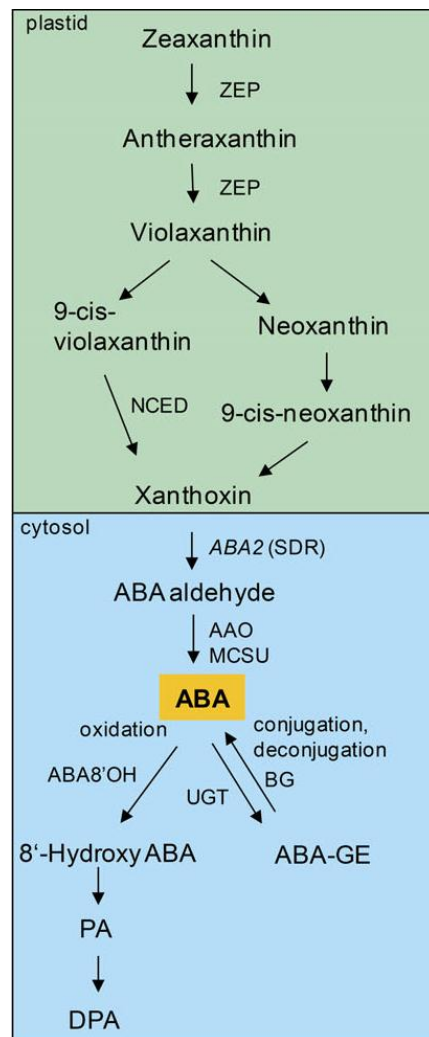 plastid
Zeaxanthin
ZEP
Antheraxanthin
ZEP
Violaxanthin
9-cis-
violaxanthin
Neoxanthin
NCED
9-cis-neoxanthin
Xanthoxin
cytosol
ABA2 (SDR)
ABA aldehyde
AAO
MCSU
ABA
oxidation
conjugation,
deconjugation
ABA8'OH
UGT
BG
8‘-Hydroxy ABA
ABA-GE
PA
DPA